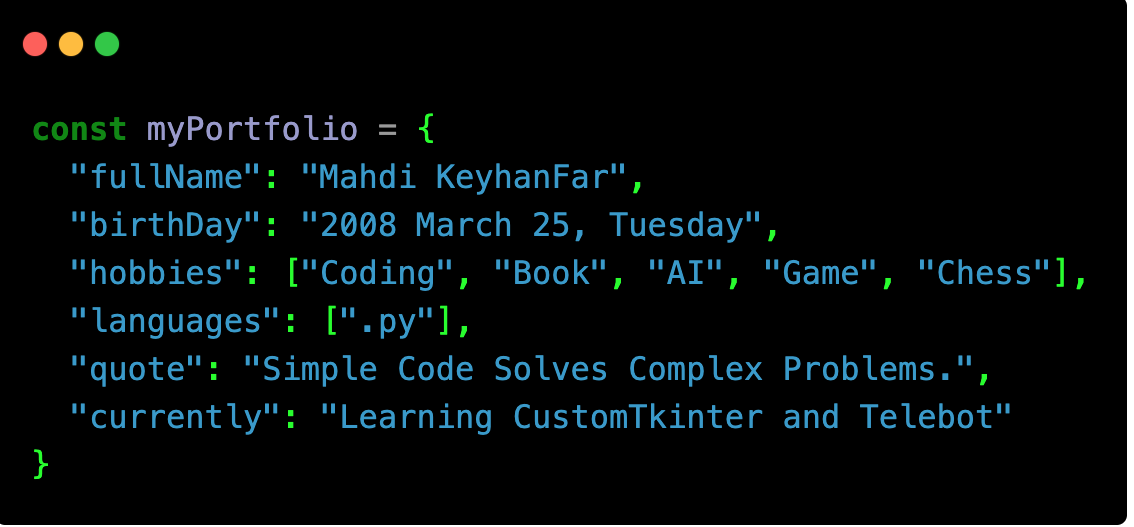 const myPortfolio = {
  "fullName": "Mahdi KeyhanFar",
  "birthDay": "2008 March 25, Tuesday",
  "hobbies": ["Coding", "Book", "AI", "Game", "Chess"],
  "languages": [".py"],
  "quote": "Simple Code Solves Complex Problems.",
  "currently": "Learning CustomTkinter and Telebot"
}